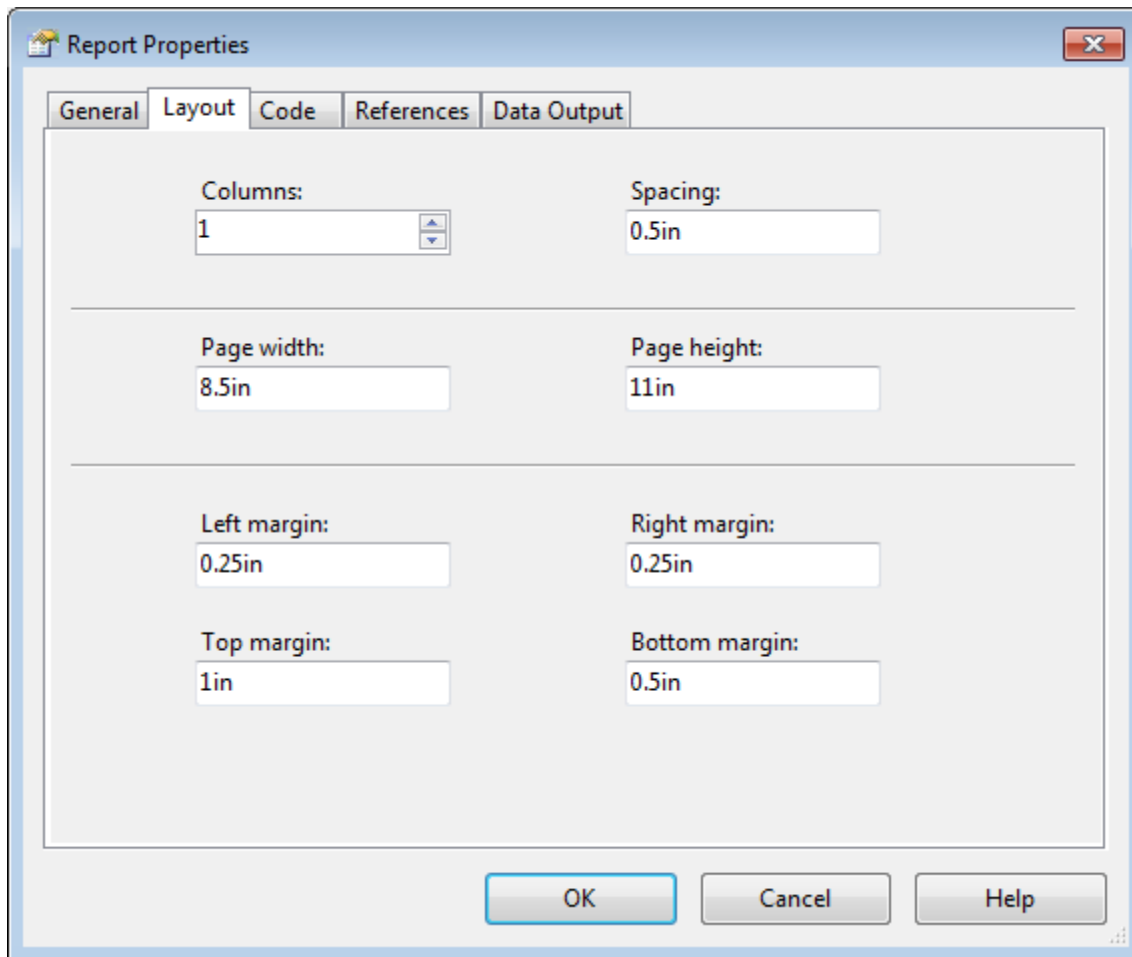 Report Properties
General Layout Code References Data Output
Columns: Spacing:
1 0.5in
Page width: Page height:
8.5in 11in
Left margin: Right margin:
0.25in 0.25in
Top margin: Bottom margin:
1in 0.5in
OK Cancel Help